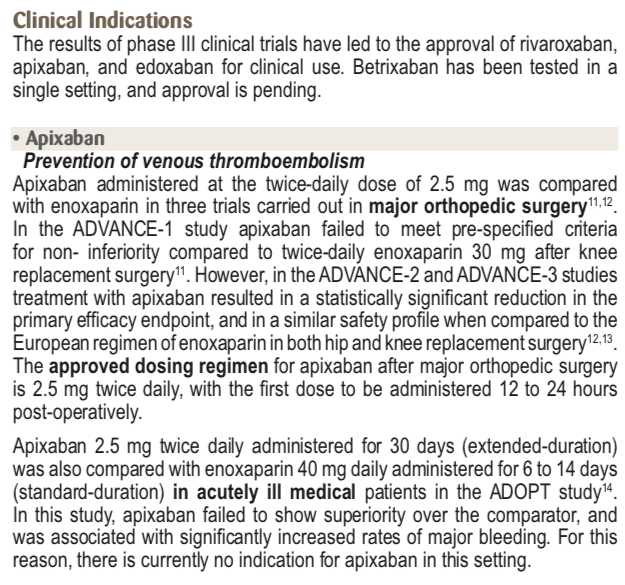 Clinical Indications
The results of phase III clinical trials have led to the approval of rivaroxaban,
apixaban, and edoxaban for clinical use. Betrixaban has been tested in a
single setting, and approval is pending.
• Apixaban
Prevention of venous thromboembolism
Apixaban administered at the twice-daily dose of 2.5 mg was compared
with enoxaparin in three trials carried out in major orthopedic surgery11,12.
In the ADVANCE-1 study apixaban failed to meet pre-specified criteria
for non- inferiority compared to twice-daily enoxaparin 30 mg after knee
replacement surgery11. However, in the ADVANCE-2 and ADVANCE-3 studies
treatment with apixaban resulted in a statistically significant reduction in the
primary efficacy endpoint, and in a similar safety profile when compared to the
European regimen of enoxaparin in both hip and knee replacement surgery12,13.
The approved dosing regimen for apixaban after major orthopedic surgery
is 2.5 mg twice daily, with the first dose to be administered 12 to 24 hours
post-operatively.
Apixaban 2.5 mg twice daily administered for 30 days (extended-duration)
was also compared with enoxaparin 40 mg daily administered for 6 to 14 days
(standard-duration) in acutely ill medical patients in the ADOPT study14.
In this study, apixaban failed to show superiority over the comparator, and
was associated with significantly increased rates of major bleeding. For this
reason, there is currently no indication for apixaban in this setting.